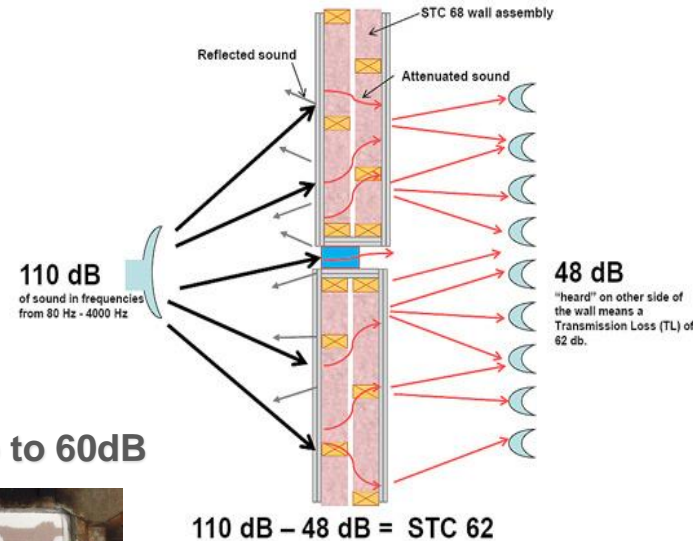 STC 68 wall assembly
Reflected sound
Attenuated sound
110 dB
of sound in frequencies
from 80 Hz - 4000 Hz
48 dB
"heard" on other side of
the wall means a
Transmission Loss (TL) of
62 db.
to 60dB
110 dB – 48 dB = STC 62